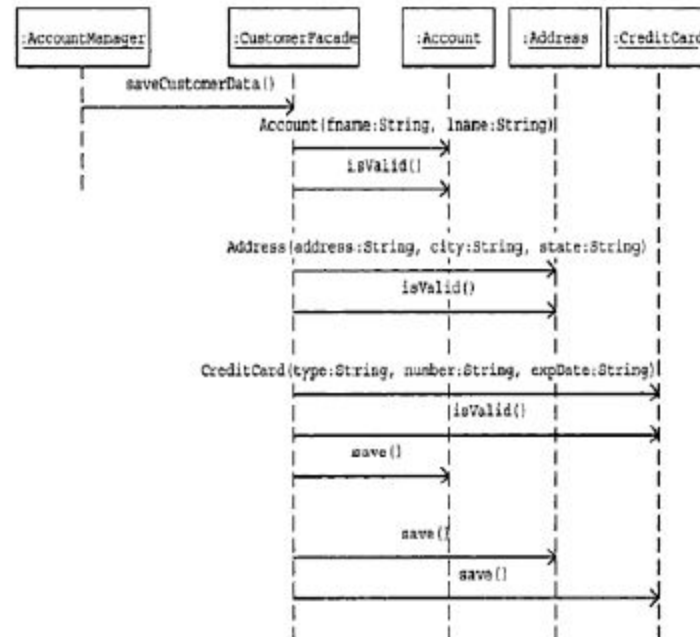 :AccountManager :CustomerFacade :Account :Address :CreditCard
saveCustomerData()
Account(fname:String, lname:String)
isValid()
Address(address:String, city:String, state:String)
isValid()
CreditCard(type:String, number:String, expDate:String)
isValid()
save()
save()
save()